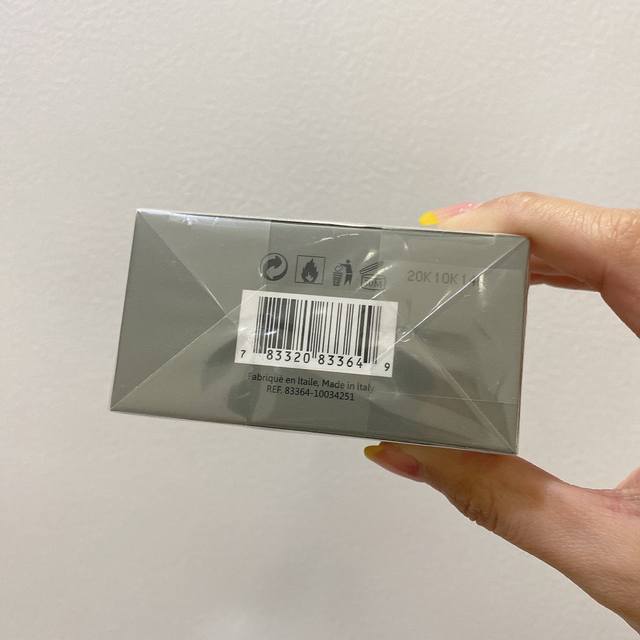 20K10K1
7 83320 83364 9
Fabriqué en Itaile, Made in Italy
REF. 83364-10034251